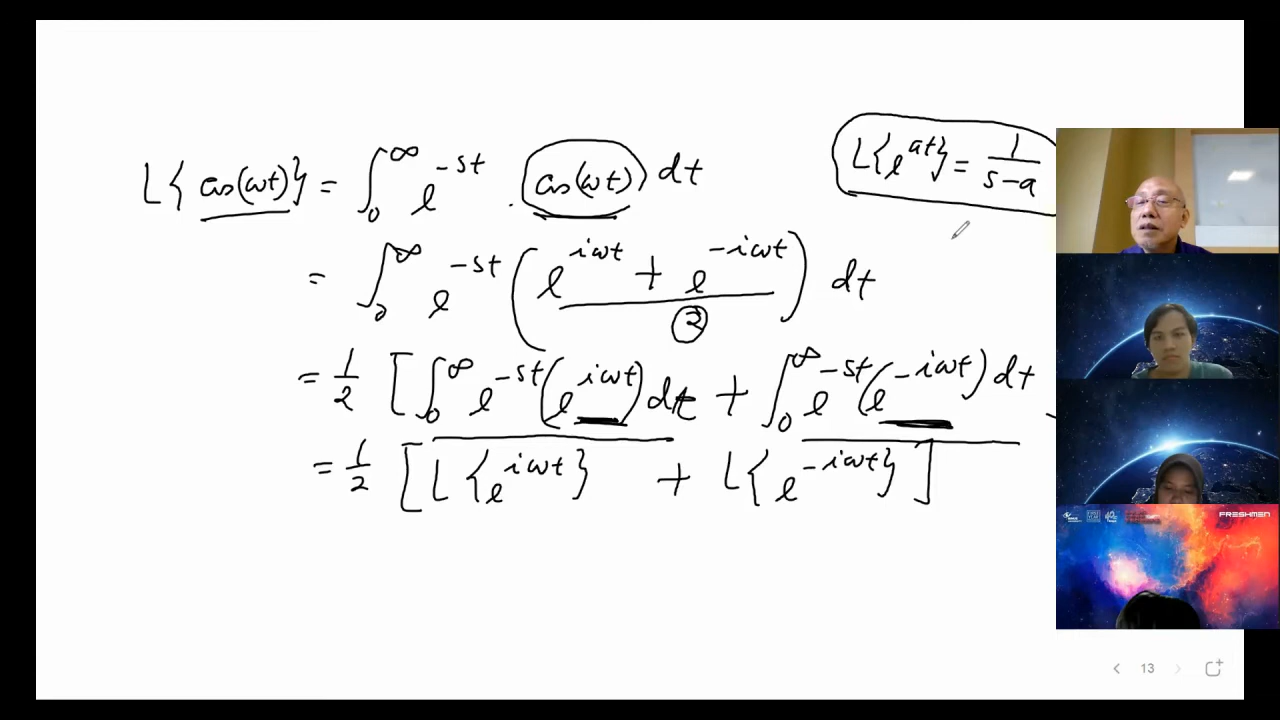 L{ cos(ωt)} = ∫₀^∞ e^{-st} . cos(ωt) dt
L{e^{at}} = 1/(s-a)
= ∫₀^∞ e^{-st} ( (e^{iωt} + e^{-iωt})/2 ) dt
= 1/2 [ ∫₀^∞ e^{-st} (e^{iωt}) dt + ∫₀^∞ e^{-st} (e^{-iωt}) dt
= 1/2 [ L{e^{iωt}} + L{e^{-iωt}} ]
FRESHMEN
13